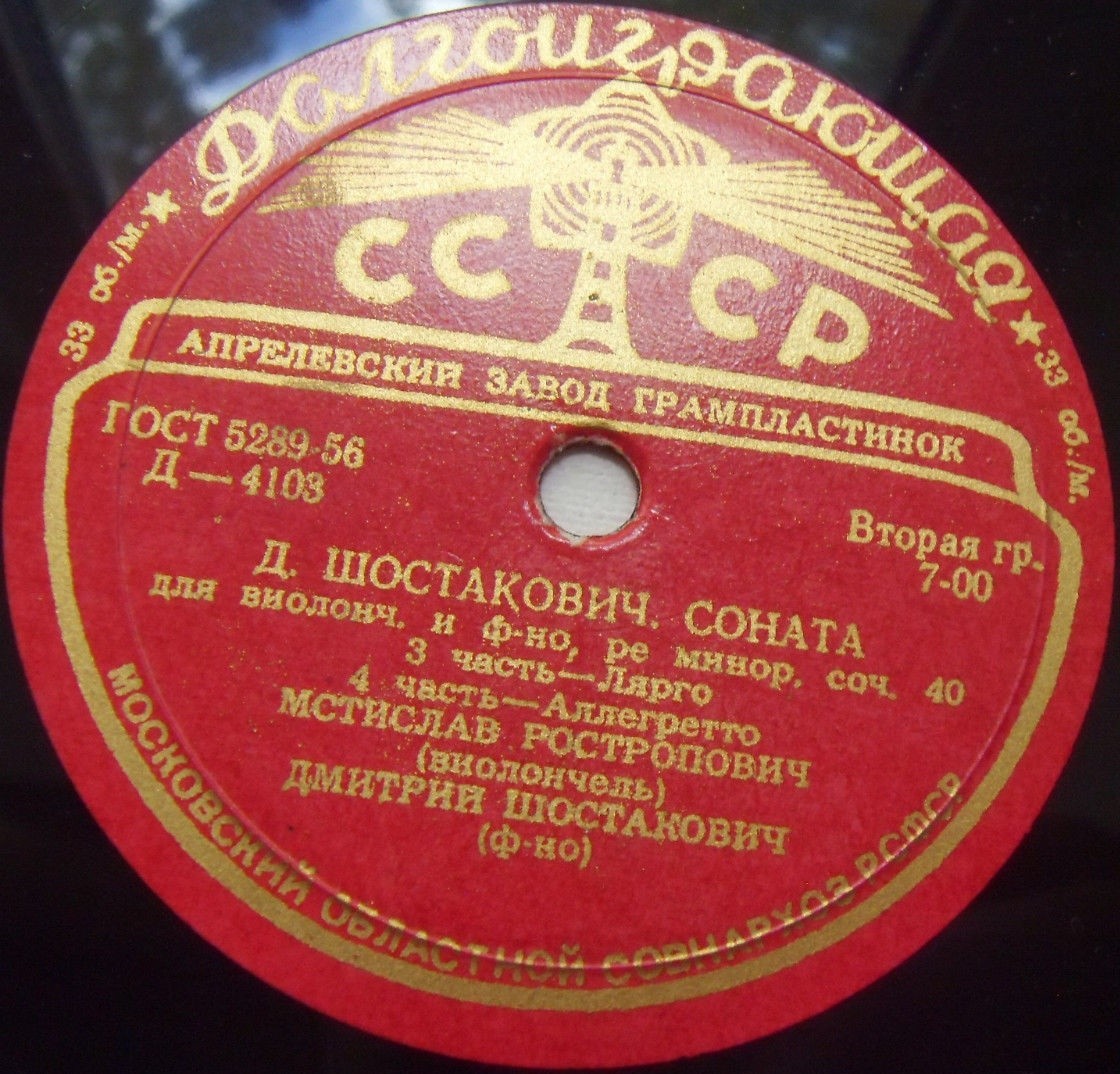 Долгоиграющая
33 об./м. ★
★ 33 об./м.
СССР
АПРЕЛЕВСКИЙ ЗАВОД ГРАМПЛАСТИНОК
ГОСТ 5289-56
Д — 4103
Вторая гр.
7-00
Д. ШОСТАКОВИЧ. СОНАТА
для виолонч. и ф-но, ре минор, соч. 40
3 часть — Лярго
4 часть — Аллегретто
МСТИСЛАВ РОСТРОПОВИЧ
(виолончель)
ДМИТРИЙ ШОСТАКОВИЧ
(ф-но)
МОСКОВСКИЙ ОБЛАСТНОЙ СОВНАРХОЗ РСФСР